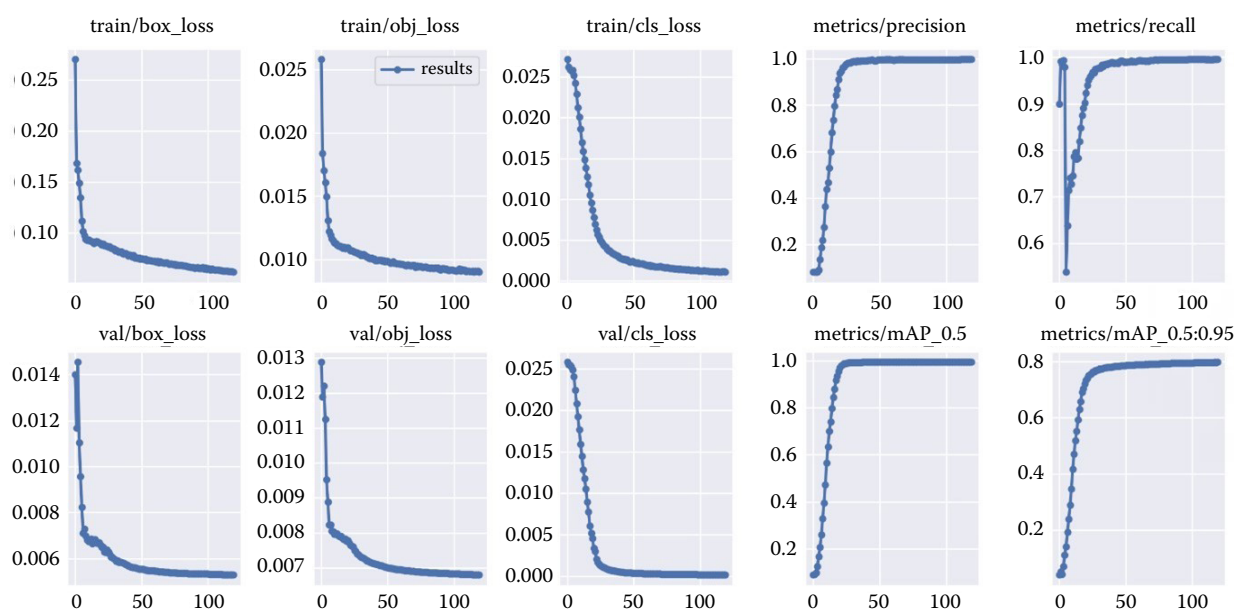 train/box_loss
0.25
0.20
0.15
0.10
0 50 100
train/obj_loss
results
0.025
0.020
0.015
0.010
0 50 100
train/cls_loss
0.025
0.020
0.015
0.010
0.005
0.000
0 50 100
metrics/precision
1.0
0.8
0.6
0.4
0.2
0 50 100
metrics/recall
1.0
0.9
0.8
0.7
0.6
0 50 100
val/box_loss
0.014
0.012
0.010
0.008
0.006
0 50 100
val/obj_loss
0.013
0.012
0.011
0.010
0.009
0.008
0.007
0 50 100
val/cls_loss
0.025
0.020
0.015
0.010
0.005
0.000
0 50 100
metrics/mAP_0.5
1.0
0.8
0.6
0.4
0.2
0 50 100
metrics/mAP_0.5:0.95
0.8
0.6
0.4
0.2
0 50 100